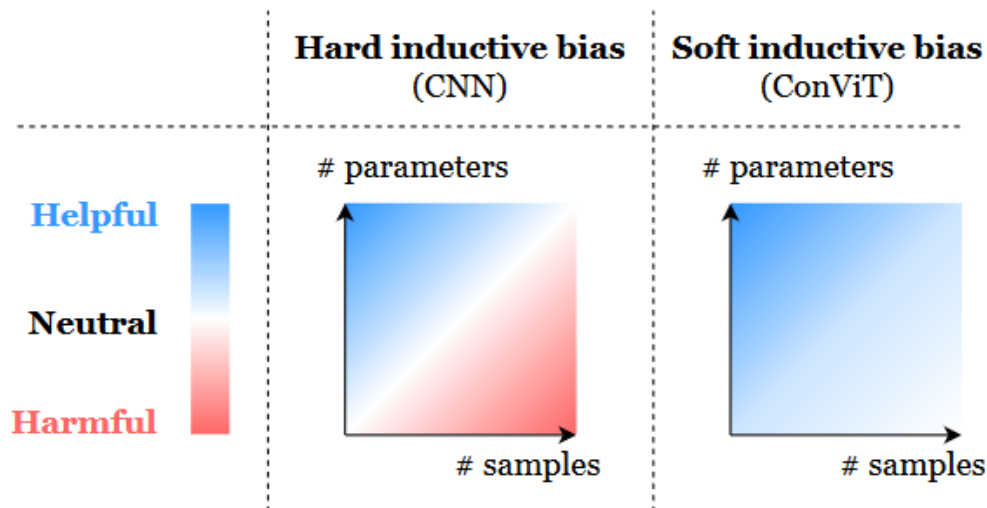 Hard inductive bias
(CNN)
Soft inductive bias
(ConViT)
Helpful
Neutral
Harmful
# parameters
# samples
# parameters
# samples